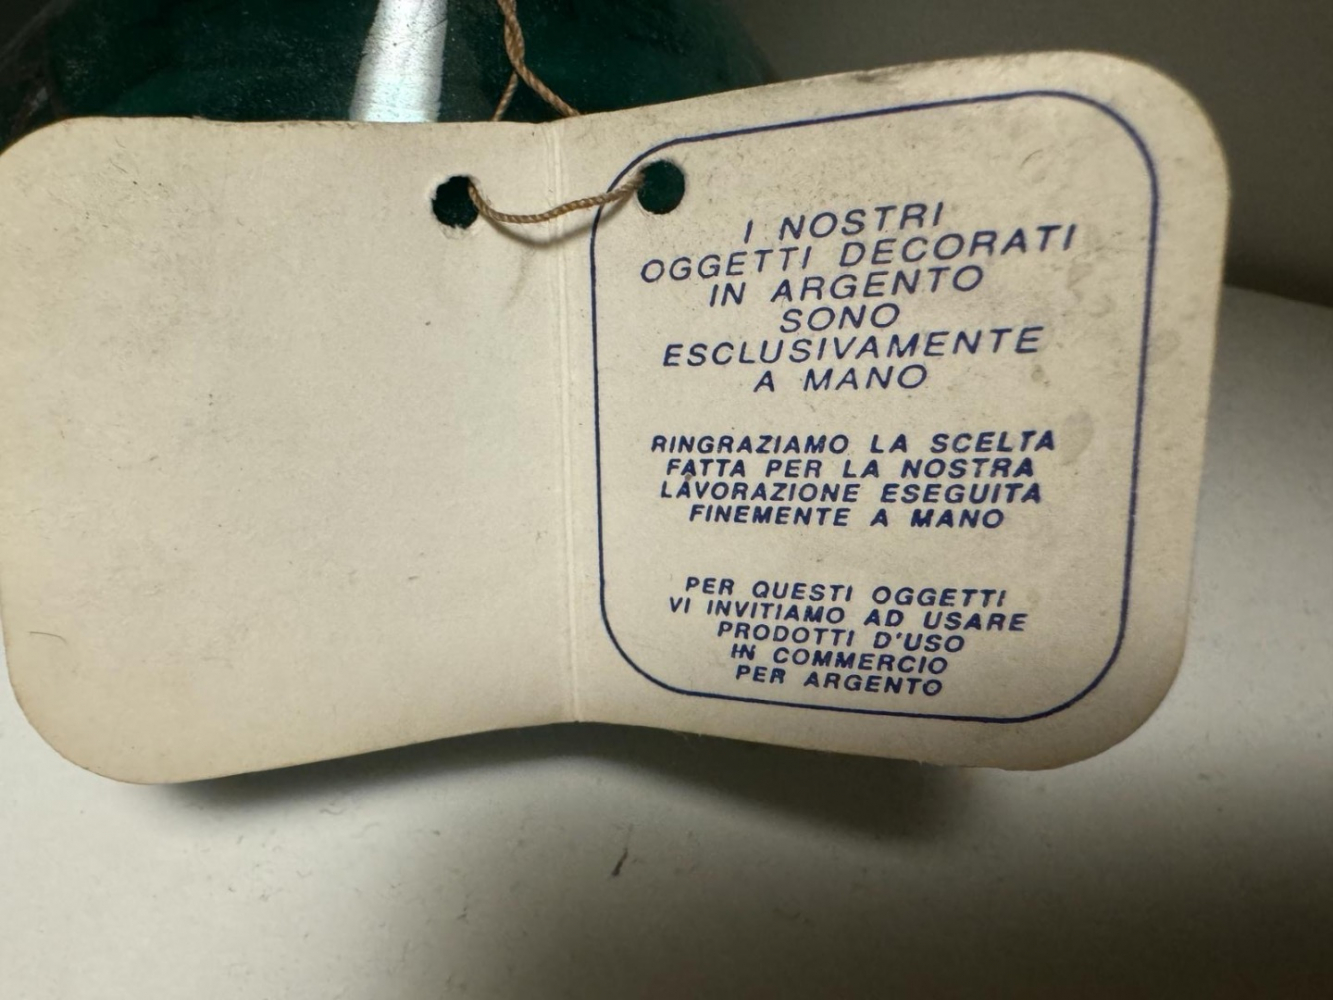 I NOSTRI
OGGETTI DECORATI
IN ARGENTO
SONO
ESCLUSIVAMENTE
A MANO
RINGRAZIAMO LA SCELTA
FATTA PER LA NOSTRA
LAVORAZIONE ESEGUITA
FINEMENTE A MANO
PER QUESTI OGGETTI
VI INVITIAMO AD USARE
PRODOTTI D'USO
IN COMMERCIO
PER ARGENTO